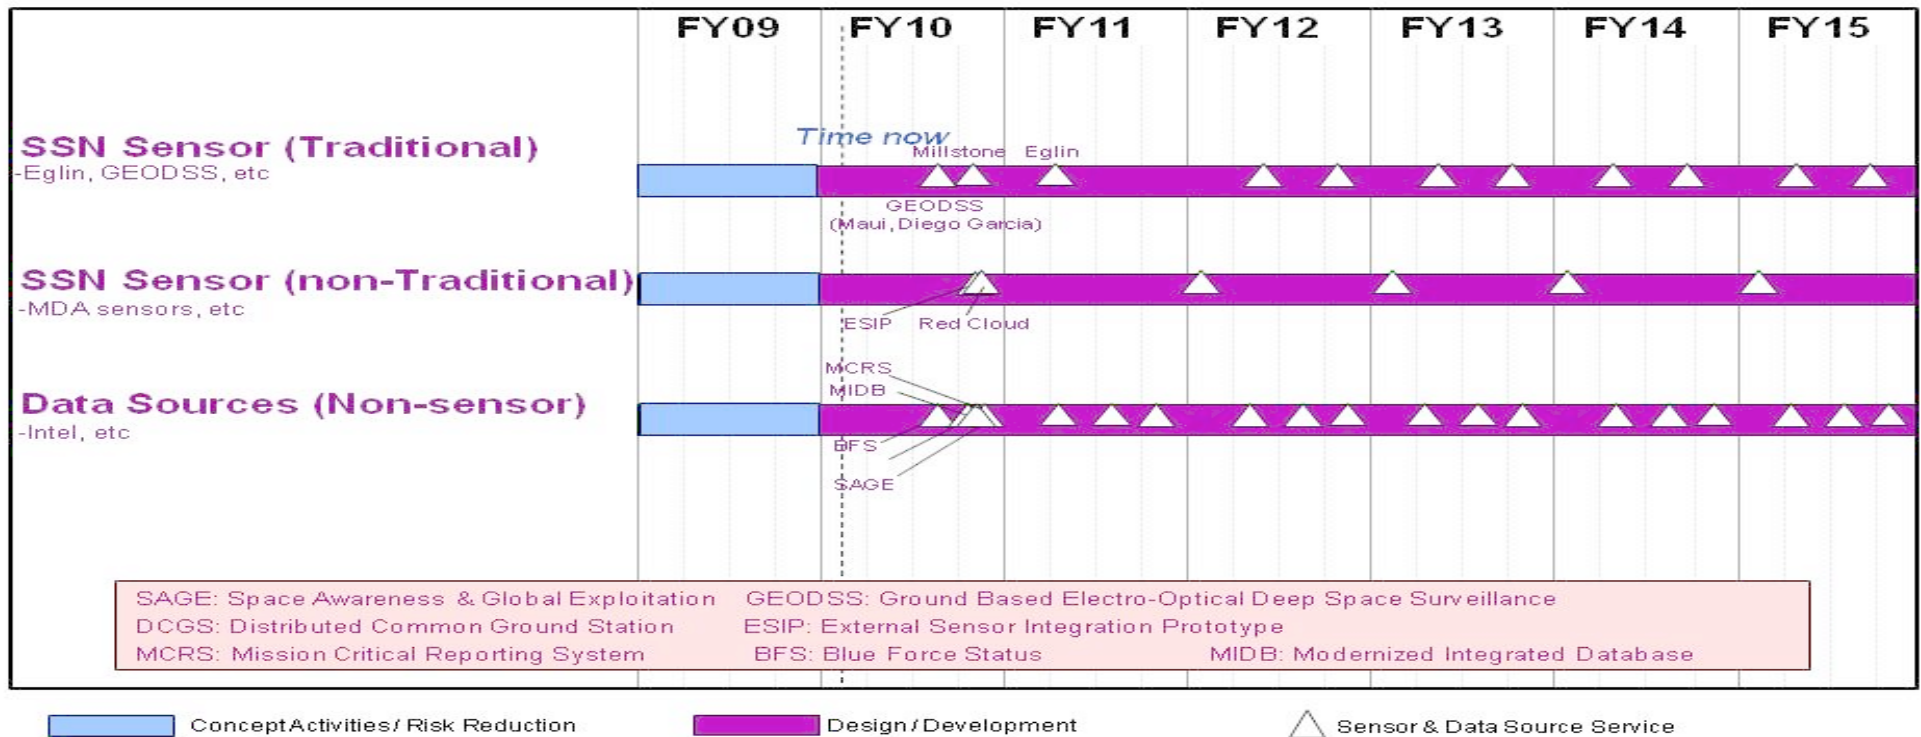 FY09 FY10 FY11 FY12 FY13 FY14 FY15
Time now
SSN Sensor (Traditional)
-Eglin, GEODSS, etc
Millstone Eglin
GEODSS
(Maui, Diego Garcia)
SSN Sensor (non-Traditional)
-MDA sensors, etc
ESIP Red Cloud
MCRS
MIDB
Data Sources (Non-sensor)
-Intel, etc
BFS
SAGE
SAGE: Space Awareness & Global Exploitation GEODSS: Ground Based Electro-Optical Deep Space Surveillance
DCGS: Distributed Common Ground Station ESIP: External Sensor Integration Prototype
MCRS: Mission Critical Reporting System BFS: Blue Force Status MIDB: Modernized Integrated Database
Concept Activities / Risk Reduction Design / Development Sensor & Data Source Service